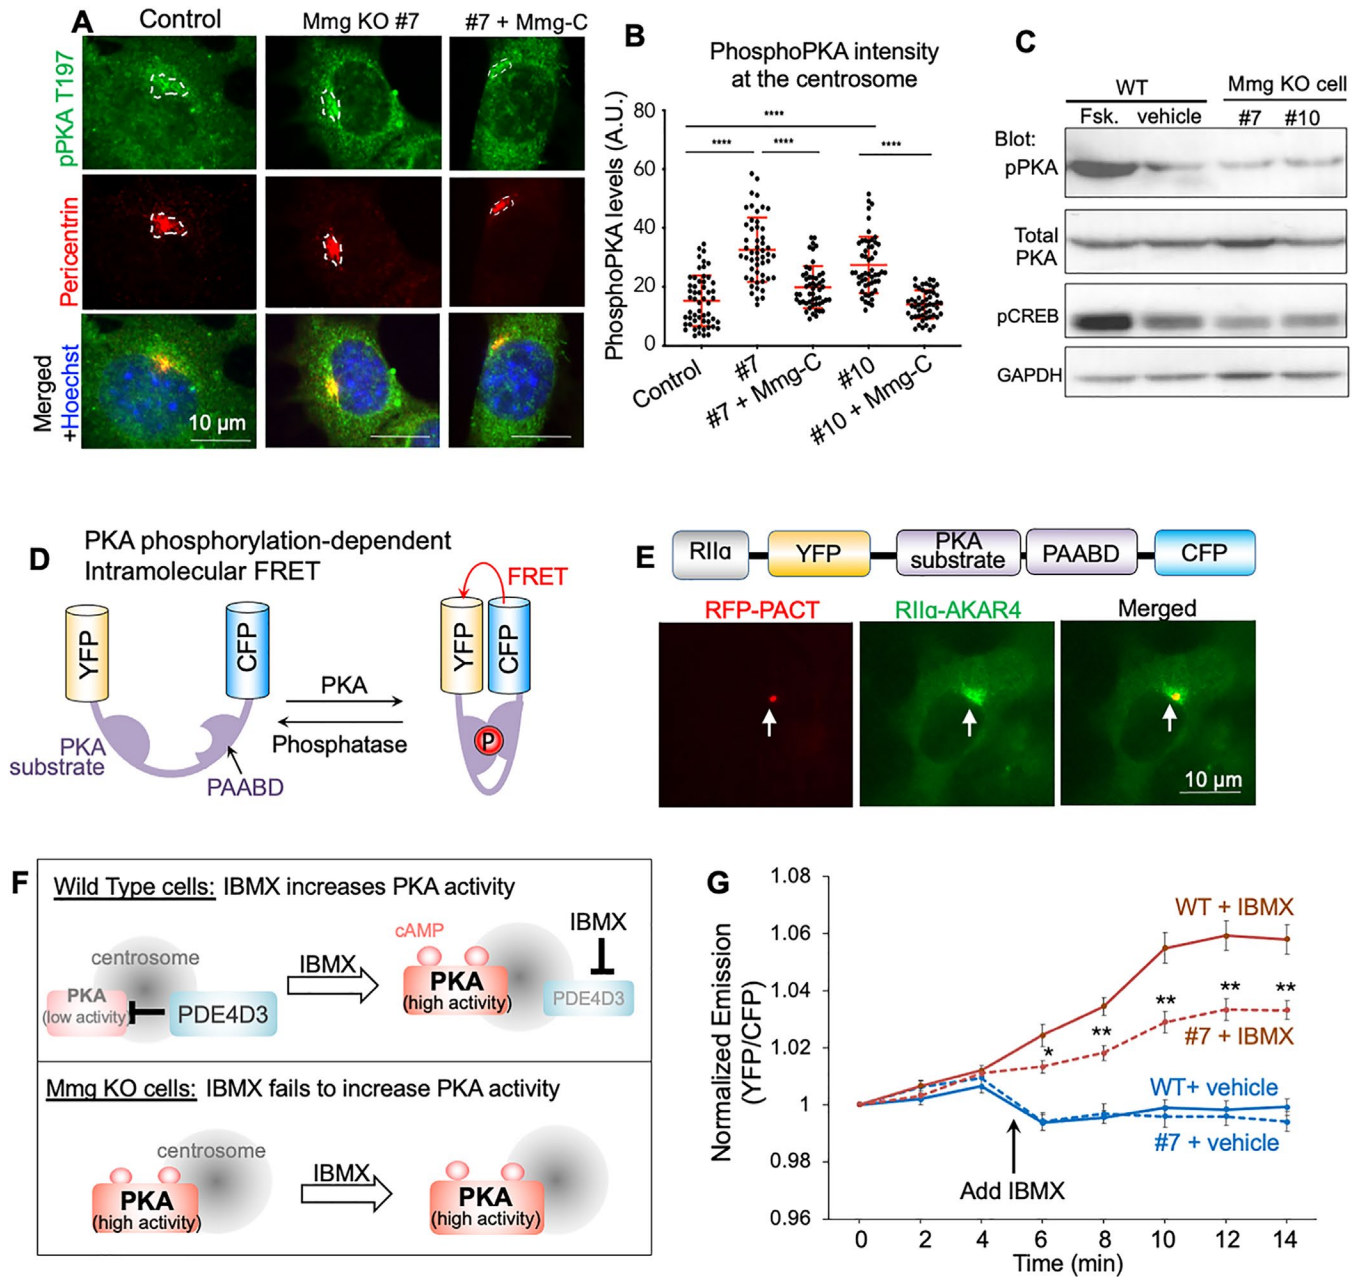 A
Control
Mmg KO #7
#7 + Mmg-C
pPKA T197
Pericentrin
Merged
+Hoechst
10 µm
B
PhosphoPKA intensity
at the centrosome
PhosphoPKA levels (A.U.)
80
60
40
20
0
****
****
****
****
Control
#7
#7 + Mmg-C
#10
#10 + Mmg-C
C
WT
Mmg KO cell
Fsk.
vehicle
#7
#10
Blot:
pPKA
Total
PKA
pCREB
GAPDH
D
PKA phosphorylation-dependent
Intramolecular FRET
YFP
CFP
PKA
Phosphatase
PKA
substrate
PAABD
FRET
YFP
CFP
P
E
RIIα
YFP
PKA
substrate
PAABD
CFP
RFP-PACT
RIIα-AKAR4
Merged
10 µm
F
Wild Type cells: IBMX increases PKA activity
centrosome
PKA
(low activity)
PDE4D3
IBMX
cAMP
PKA
(high activity)
IBMX
PDE4D3
Mmg KO cells: IBMX fails to increase PKA activity
centrosome
PKA
(high activity)
IBMX
PKA
(high activity)
G
Normalized Emission
(YFP/CFP)
1.08
1.06
1.04
1.02
1
0.98
0.96
WT + IBMX
*
**
**
**
**
#7 + IBMX
WT+ vehicle
#7 + vehicle
Add IBMX
0
2
4
6
8
10
12
14
Time (min)